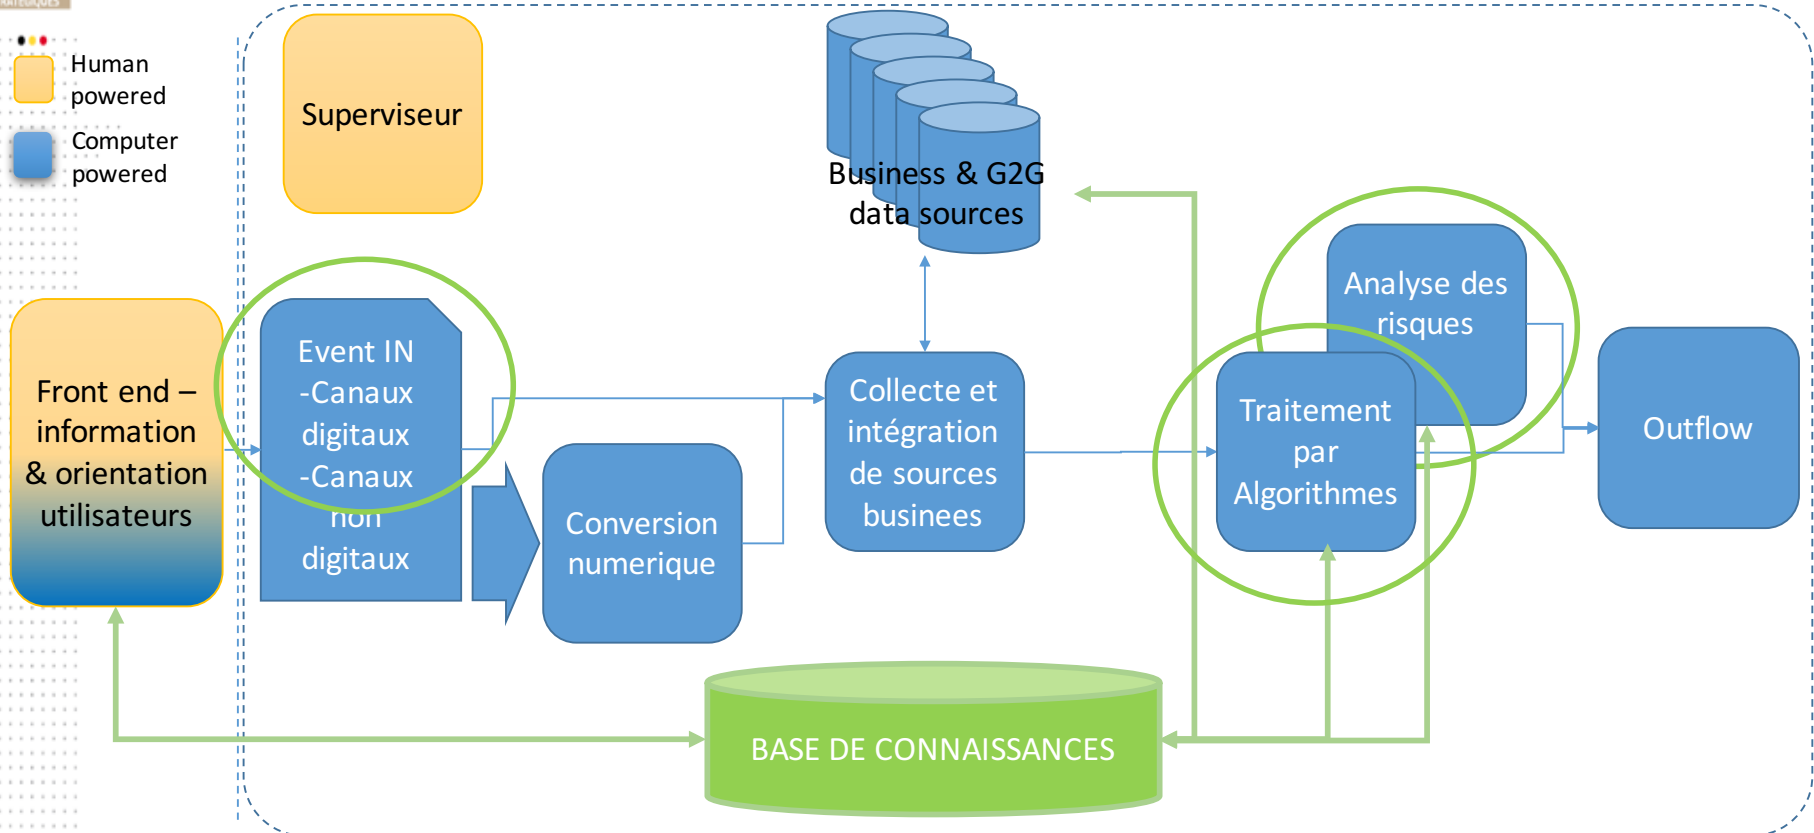 RATÉGIQUES
Human
powered
Computer
powered
Superviseur
Business & G2G
data sources
Front end –
information
& orientation
utilisateurs
Event IN
-Canaux
digitaux
-Canaux
non
digitaux
Conversion
numerique
Collecte et
intégration
de sources
businees
Analyse des
risques
Traitement
par
Algorithmes
Outflow
BASE DE CONNAISSANCES